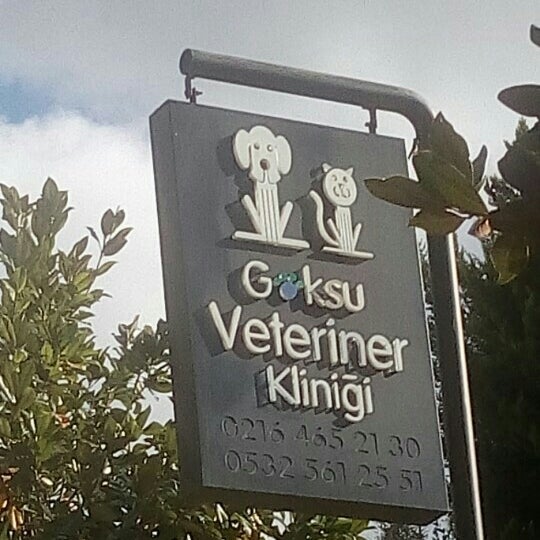 Göksu
Veteriner
Kliniği
0216 465 21 30
0532 561 25 51